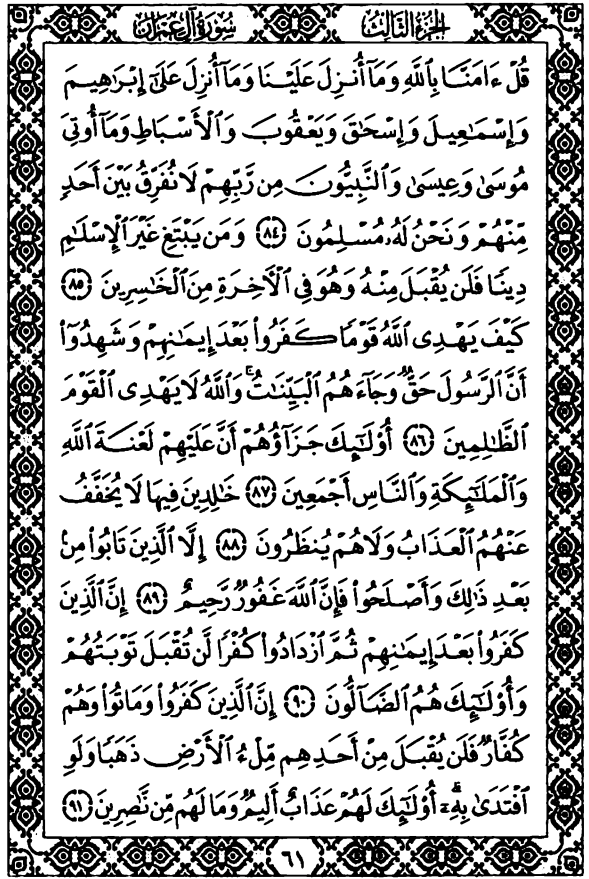 الجزء الثالث سورة آل عمران
قُلْ ءَامَنَّا بِٱللَّهِ وَمَآ أُنزِلَ عَلَيْنَا وَمَآ أُنزِلَ عَلَىٰٓ إِبْرَٰهِيمَ
وَإِسْمَٰعِيلَ وَإِسْحَٰقَ وَيَعْقُوبَ وَٱلْأَسْبَاطِ وَمَآ أُوتِىَ
مُوسَىٰ وَعِيسَىٰ وَٱلنَّبِيُّونَ مِن رَّبِّهِمْ لَا نُفَرِّقُ بَيْنَ أَحَدٍ
مِّنْهُمْ وَنَحْنُ لَهُۥ مُسْلِمُونَ ٨٤ وَمَن يَبْتَغِ غَيْرَ ٱلْإِسْلَٰمِ
دِينًا فَلَن يُقْبَلَ مِنْهُ وَهُوَ فِى ٱلْأَخِرَةِ مِنَ ٱلْخَٰسِرِينَ ٨٥
كَيْفَ يَهْدِى ٱللَّهُ قَوْمًا كَفَرُوا۟ بَعْدَ إِيمَٰنِهِمْ وَشَهِدُوٓا۟
أَنَّ ٱلرَّسُولَ حَقٌّ وَجَآءَهُمُ ٱلْبَيِّنَٰتُ ۚ وَٱللَّهُ لَا يَهْدِى ٱلْقَوْمَ
ٱلظَّٰلِمِينَ ٨٦ أُو۟لَٰٓئِكَ جَزَآؤُهُمْ أَنَّ عَلَيْهِمْ لَعْنَةَ ٱللَّهِ
وَٱلْمَلَٰٓئِكَةِ وَٱلنَّاسِ أَجْمَعِينَ ٨٧ خَٰلِدِينَ فِيهَا لَا يُخَفَّفُ
عَنْهُمُ ٱلْعَذَابُ وَلَا هُمْ يُنظَرُونَ ٨٨ إِلَّا ٱلَّذِينَ تَابُوا۟ مِنۢ
بَعْدِ ذَٰلِكَ وَأَصْلَحُوا۟ فَإِنَّ ٱللَّهَ غَفُورٌ رَّحِيمٌ ٨٩ إِنَّ ٱلَّذِينَ
كَفَرُوا۟ بَعْدَ إِيمَٰنِهِمْ ثُمَّ ٱزْدَادُوا۟ كُفْرًا لَّن تُقْبَلَ تَوْبَتُهُمْ
وَأُو۟لَٰٓئِكَ هُمُ ٱلضَّآلُّونَ ٩٠ إِنَّ ٱلَّذِينَ كَفَرُوا۟ وَمَاتُوا۟ وَهُمْ
كُفَّارٌ فَلَن يُقْبَلَ مِنْ أَحَدِهِم مِّلْءُ ٱلْأَرْضِ ذَهَبًا وَلَوِ
ٱفْتَدَىٰ بِهِۦٓ ۗ أُو۟لَٰٓئِكَ لَهُمْ عَذَابٌ أَلِيمٌ وَمَا لَهُم مِّن نَّٰصِرِينَ ٩١
٦١